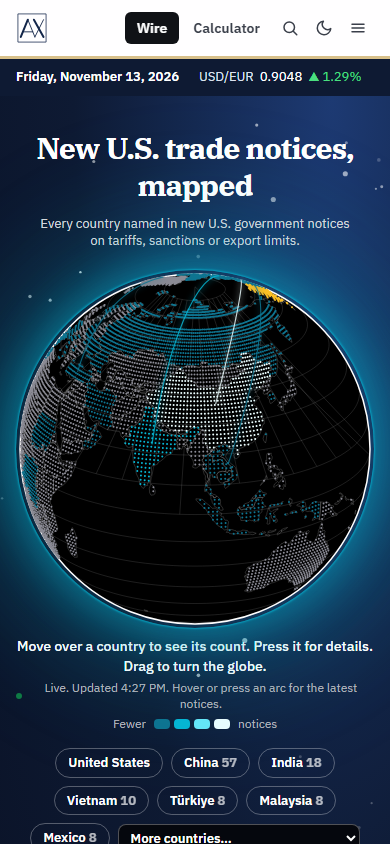 AX
Wire
Calculator
Friday, November 13, 2026 USD/EUR 0.9048 ▲ 1.29%
New U.S. trade notices,
mapped
Every country named in new U.S. government notices
on tariffs, sanctions or export limits.
Move over a country to see its count. Press it for details.
Drag to turn the globe.
Live. Updated 4:27 PM. Hover or press an arc for the latest
notices.
Fewer notices
United States China 57 India 18
Vietnam 10 Türkiye 8 Malaysia 8
Mexico 8 More countries...